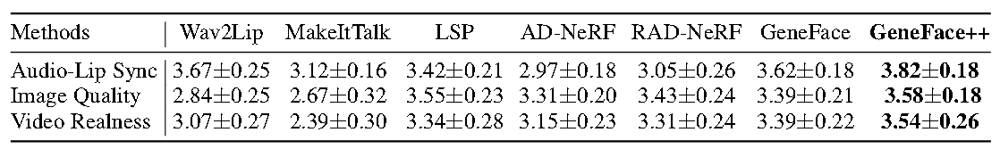 Methods Wav2Lip MakeItTalk LSP AD-NeRF RAD-NeRF GeneFace GeneFace++
Audio-Lip Sync 3.67±0.25 3.12±0.16 3.42±0.21 2.97±0.18 3.05±0.26 3.62±0.18 3.82±0.18
Image Quality 2.84±0.25 2.67±0.32 3.55±0.23 3.31±0.20 3.43±0.24 3.39±0.21 3.58±0.18
Video Realness 3.07±0.27 2.39±0.30 3.34±0.28 3.15±0.23 3.31±0.24 3.39±0.22 3.54±0.26